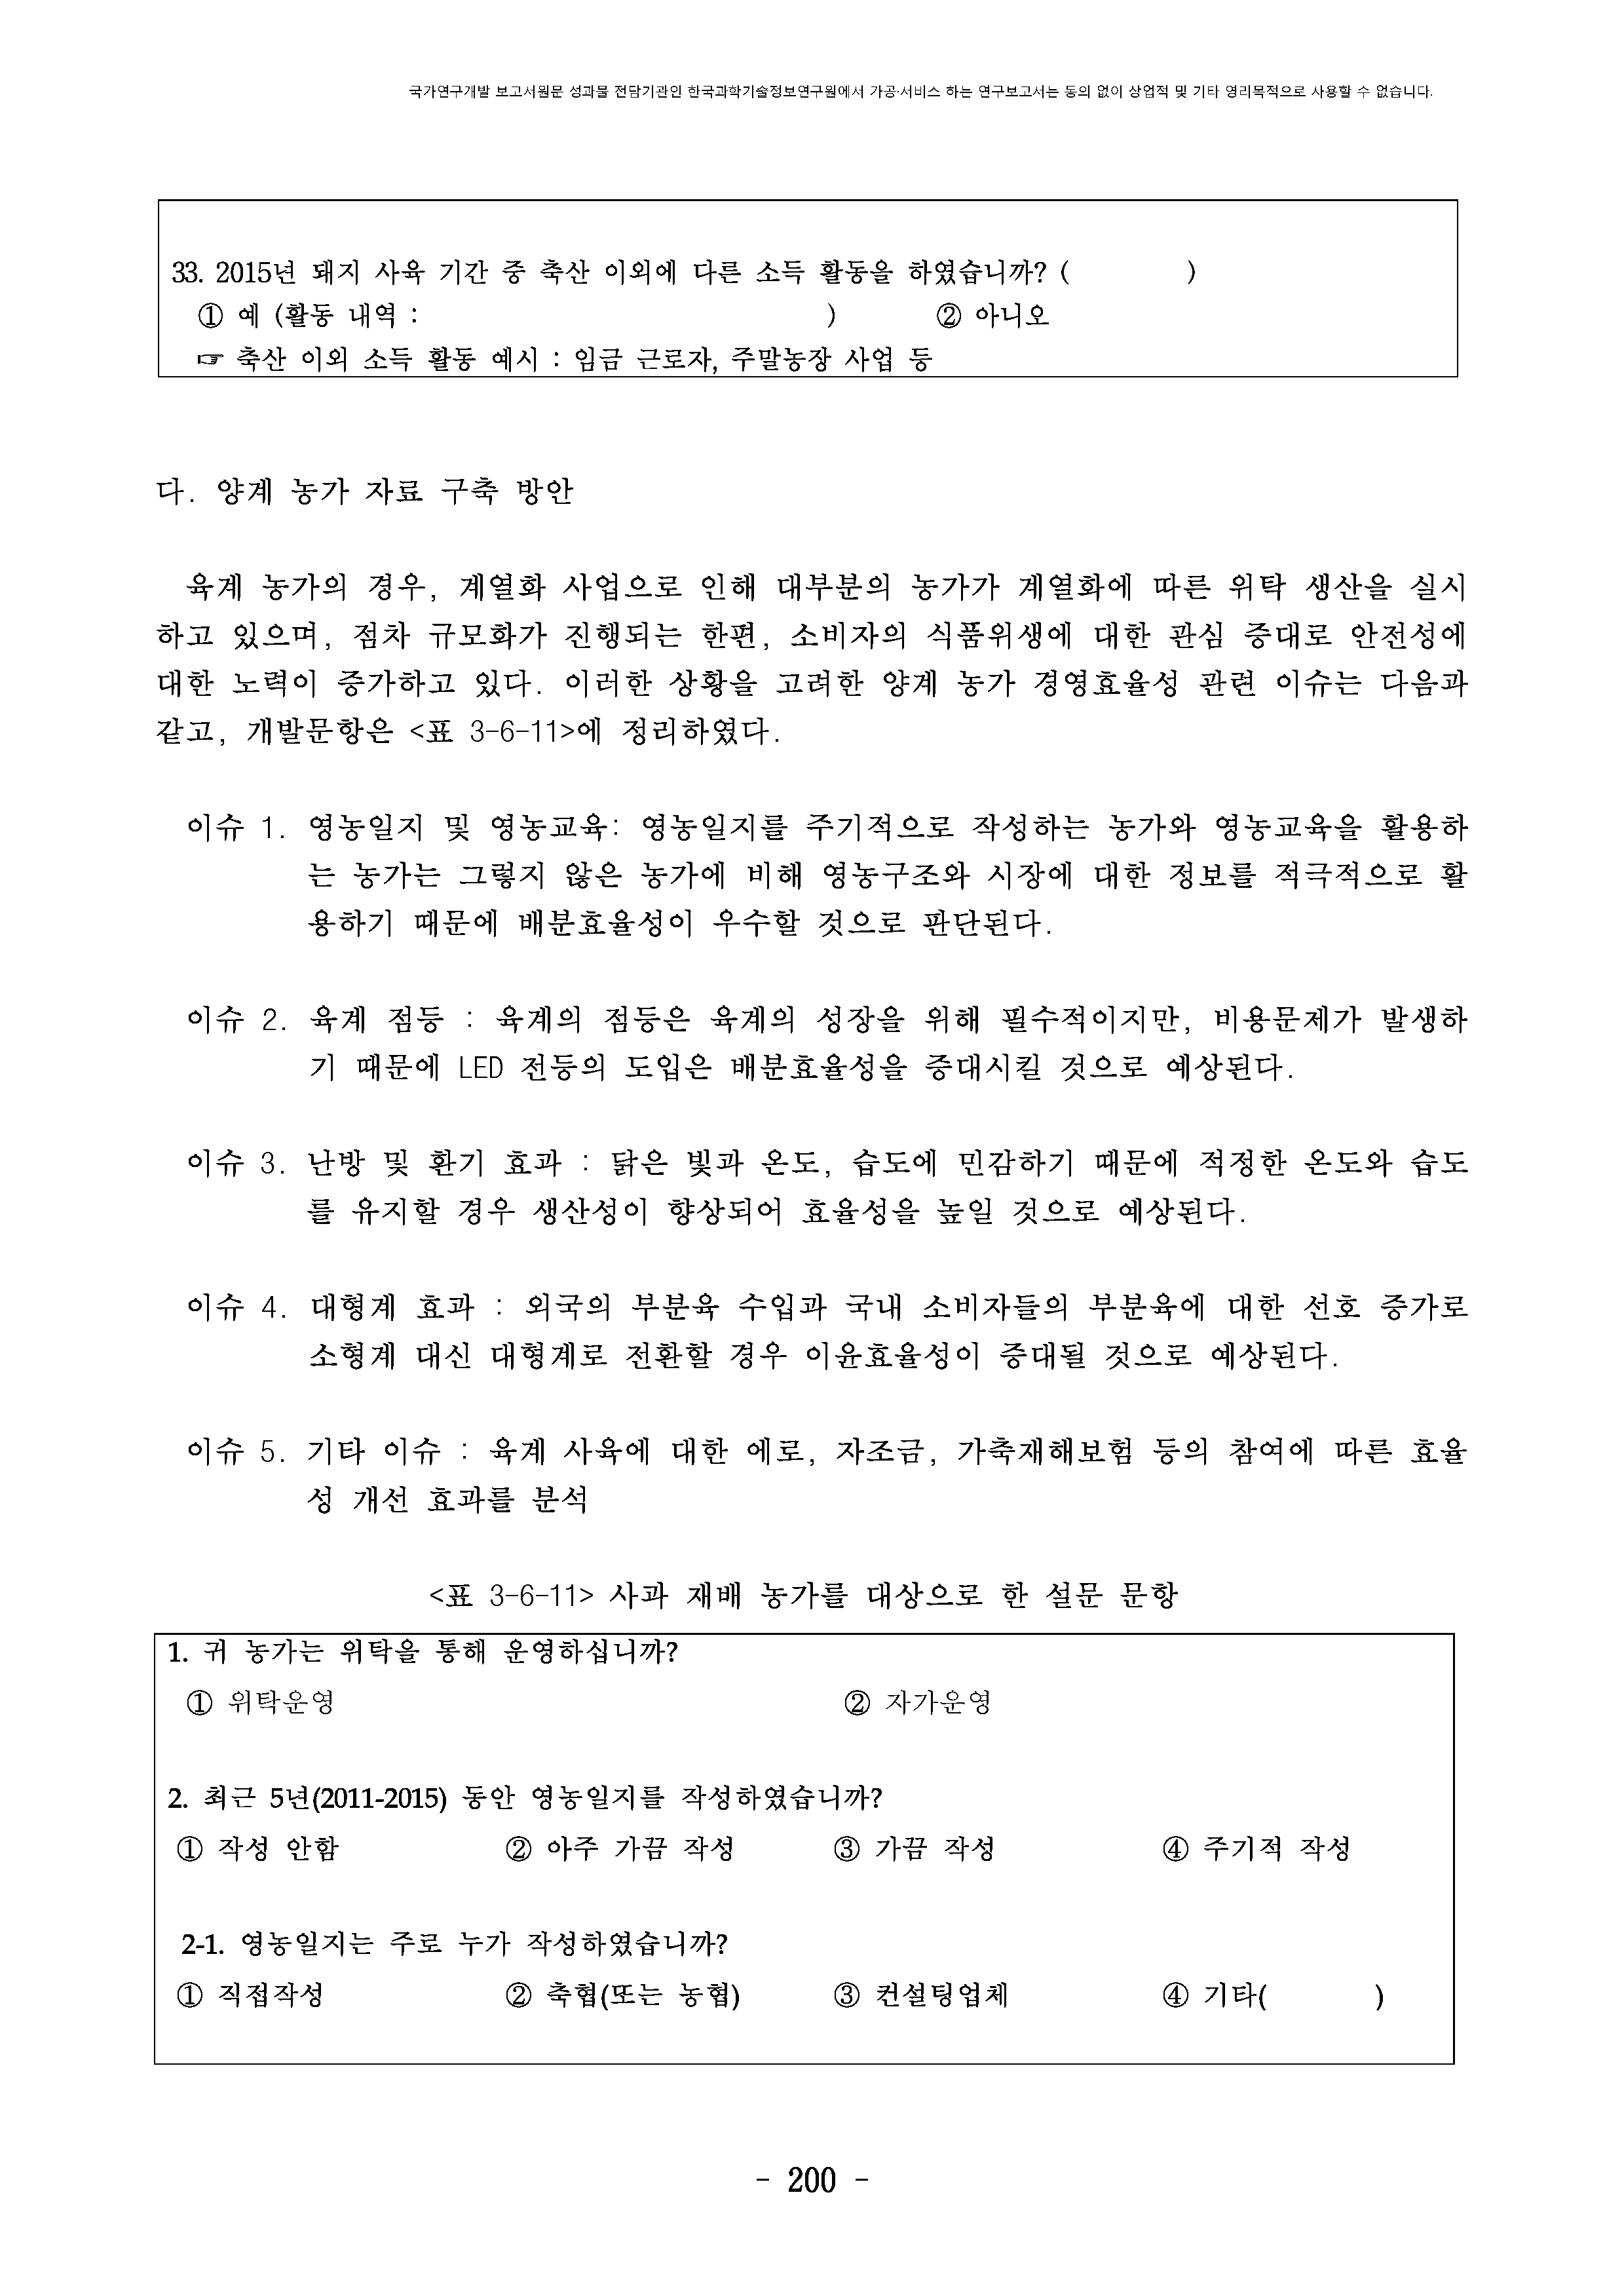 국가연구개발 보고서원문 성과물 전담기관인 한국과학기술정보연구원에서 가공·서비스 하는 연구보고서는 동의 없이 상업적 및 기타 영리목적으로 사용할 수 없습니다.
33. 2015년 돼지 사육 기간 중 축산 이외에 다른 소득 활동을 하였습니까? (          )
① 예 (활동 내역 :                    )          ② 아니오
☞ 축산 이외 소득 활동 예시 : 임금 근로자, 주말농장 사업 등
다. 양계 농가 자료 구축 방안
육계 농가의 경우, 계열화 사업으로 인해 대부분의 농가가 계열화에 따른 위탁 생산을 실시
하고 있으며, 점차 규모화가 진행되는 한편, 소비자의 식품위생에 대한 관심 증대로 안전성에
대한 노력이 증가하고 있다. 이러한 상황을 고려한 양계 농가 경영효율성 관련 이슈는 다음과
같고, 개발문항은 <표 3-6-11>에 정리하였다.
이슈 1. 영농일지 및 영농교육: 영농일지를 주기적으로 작성하는 농가와 영농교육을 활용하
는 농가는 그렇지 않은 농가에 비해 영농구조와 시장에 대한 정보를 적극적으로 활
용하기 때문에 배분효율성이 우수할 것으로 판단된다.
이슈 2. 육계 점등 : 육계의 점등은 육계의 성장을 위해 필수적이지만, 비용문제가 발생하
기 때문에 LED 전등의 도입은 배분효율성을 증대시킬 것으로 예상된다.
이슈 3. 난방 및 환기 효과 : 닭은 빛과 온도, 습도에 민감하기 때문에 적정한 온도와 습도
를 유지할 경우 생산성이 향상되어 효율성을 높일 것으로 예상된다.
이슈 4. 대형계 효과 : 외국의 부분육 수입과 국내 소비자들의 부분육에 대한 선호 증가로
소형계 대신 대형계로 전환할 경우 이윤효율성이 증대될 것으로 예상된다.
이슈 5. 기타 이슈 : 육계 사육에 대한 에로, 자조금, 가축재해보험 등의 참여에 따른 효율
성 개선 효과를 분석
<표 3-6-11> 사과 재배 농가를 대상으로 한 설문 문항
1. 귀 농가는 위탁을 통해 운영하십니까?
① 위탁운영          ② 자가운영
2. 최근 5년(2011-2015) 동안 영농일지를 작성하였습니까?
① 작성 안함          ② 아주 가끔 작성          ③ 가끔 작성          ④ 주기적 작성
2-1. 영농일지는 주로 누가 작성하였습니까?
① 직접작성          ② 축협(또는 농협)          ③ 컨설팅업체          ④ 기타(          )
- 200 -